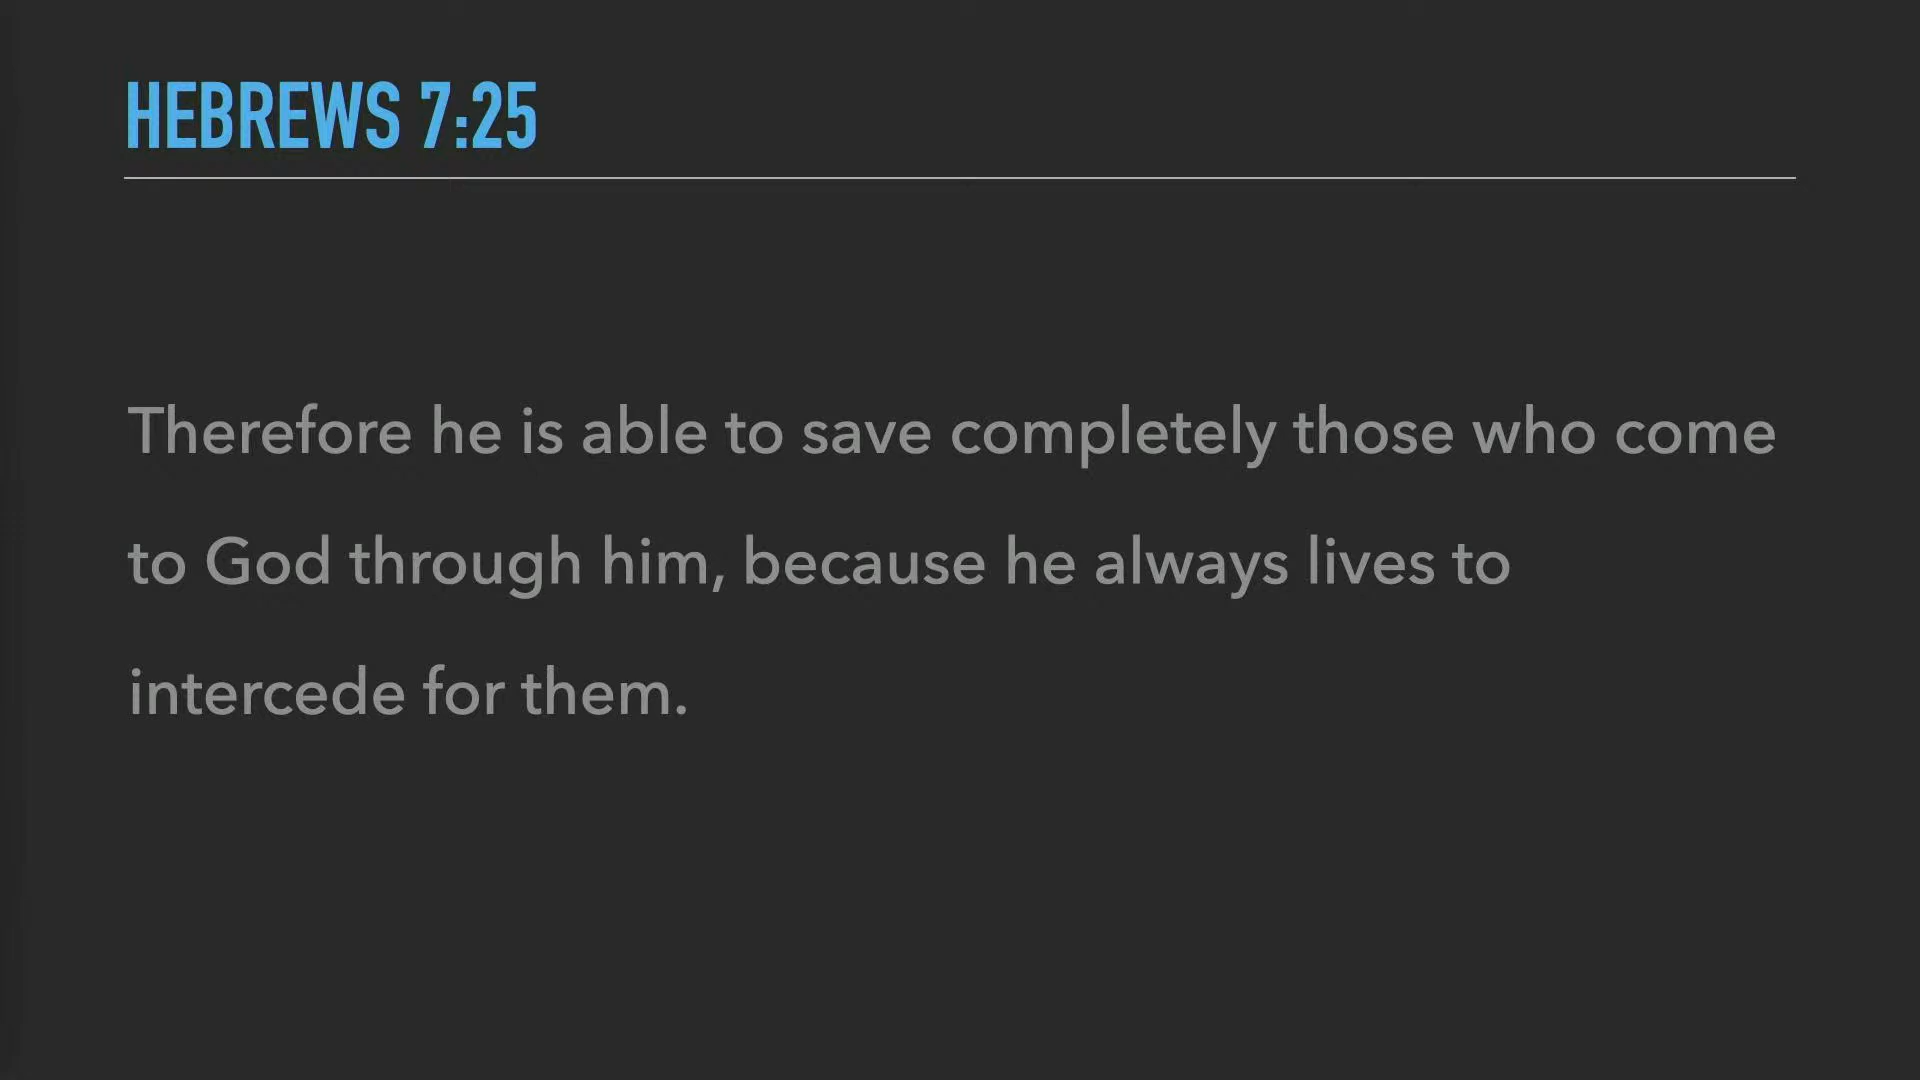 HEBREWS 7:25
Therefore he is able to save completely those who come
to God through him, because he always lives to
intercede for them.